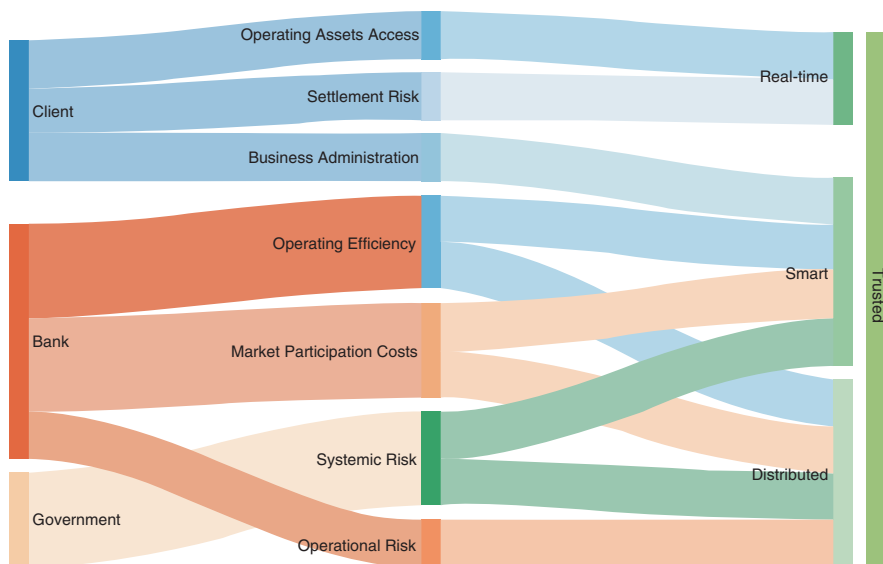 Operating Assets Access
Real-time
Settlement Risk
Client
Business Administration
Operating Efficiency
Smart
Trusted
Bank
Market Participation Costs
Systemic Risk
Distributed
Government
Operational Risk